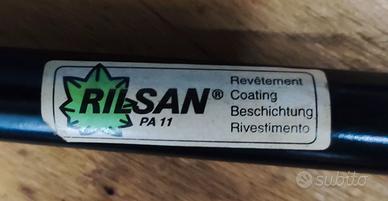 RILSAN®
PA 11
Revêtement
Coating
Beschichtung
Rivestimento
subito